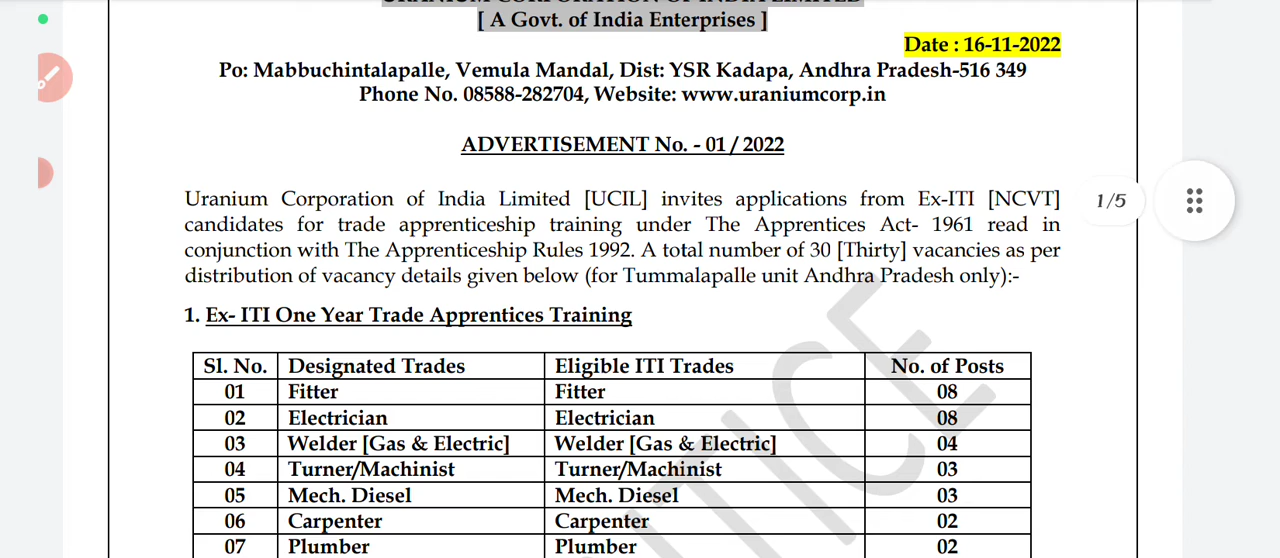 URANIUM CORPORATION OF INDIA LIMITED
[ A Govt. of India Enterprises ]
Date : 16-11-2022
Po: Mabbuchintalapalle, Vemula Mandal, Dist: YSR Kadapa, Andhra Pradesh-516 349
Phone No. 08588-282704, Website: www.uraniumcorp.in
ADVERTISEMENT No. - 01 / 2022
Uranium Corporation of India Limited [UCIL] invites applications from Ex-ITI [NCVT]
1/5
candidates for trade apprenticeship training under The Apprentices Act- 1961 read in
conjunction with The Apprenticeship Rules 1992. A total number of 30 [Thirty] vacancies as per
distribution of vacancy details given below (for Tummalapalle unit Andhra Pradesh only):-
1. Ex- ITI One Year Trade Apprentices Training
Sl. No. Designated Trades Eligible ITI Trades No. of Posts
01 Fitter Fitter 08
02 Electrician Electrician 08
03 Welder [Gas & Electric] Welder [Gas & Electric] 04
04 Turner/Machinist Turner/Machinist 03
05 Mech. Diesel Mech. Diesel 03
06 Carpenter Carpenter 02
07 Plumber Plumber 02